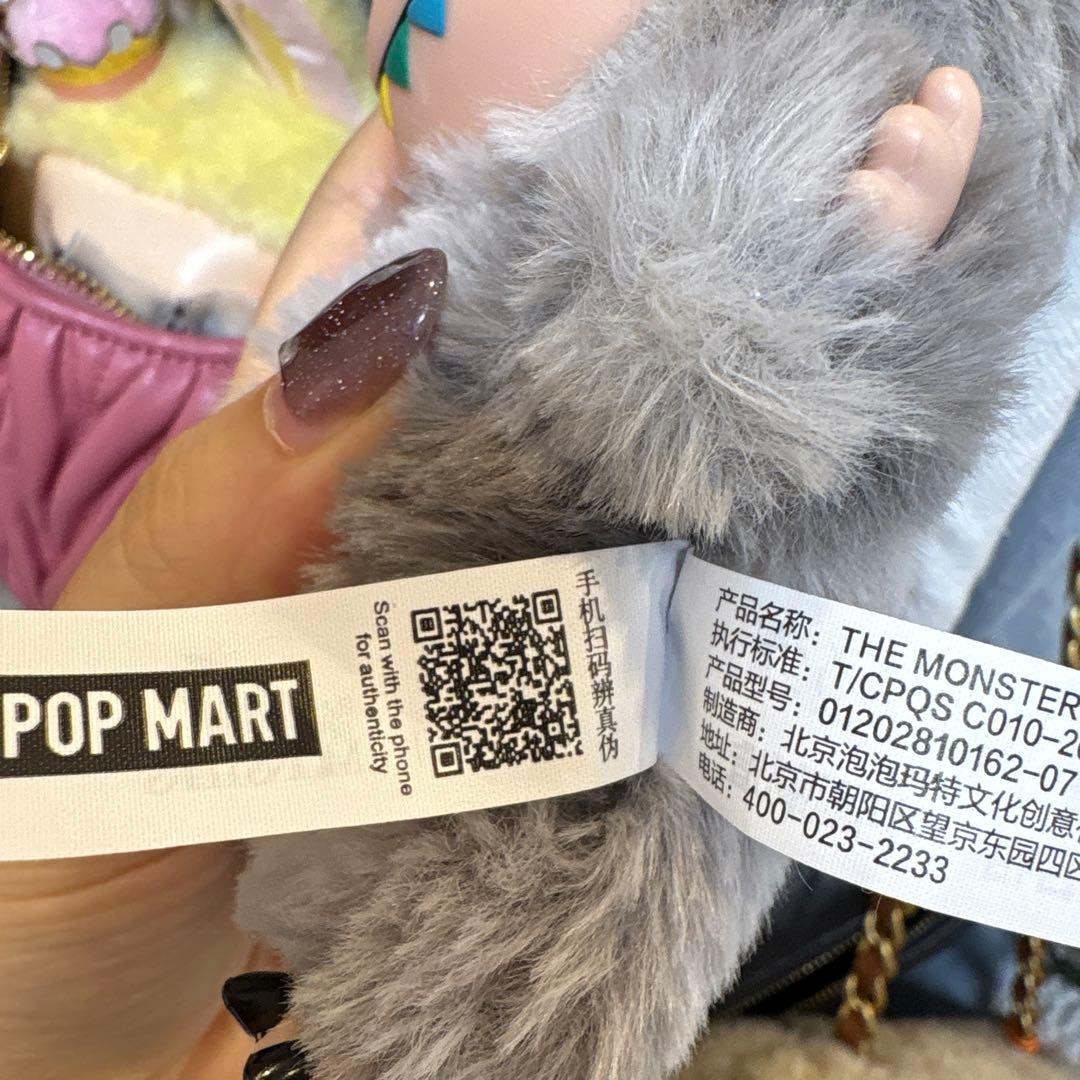 POP MART
Scan with the phone
for authenticity
手机扫码辨真伪
产品名称：THE MONSTER
执行标准：T/CPQS C010-20
产品型号：01202810162-07
制造商：北京泡泡玛特文化创意
地址：北京市朝阳区望京东园四区
电话：400-023-2233